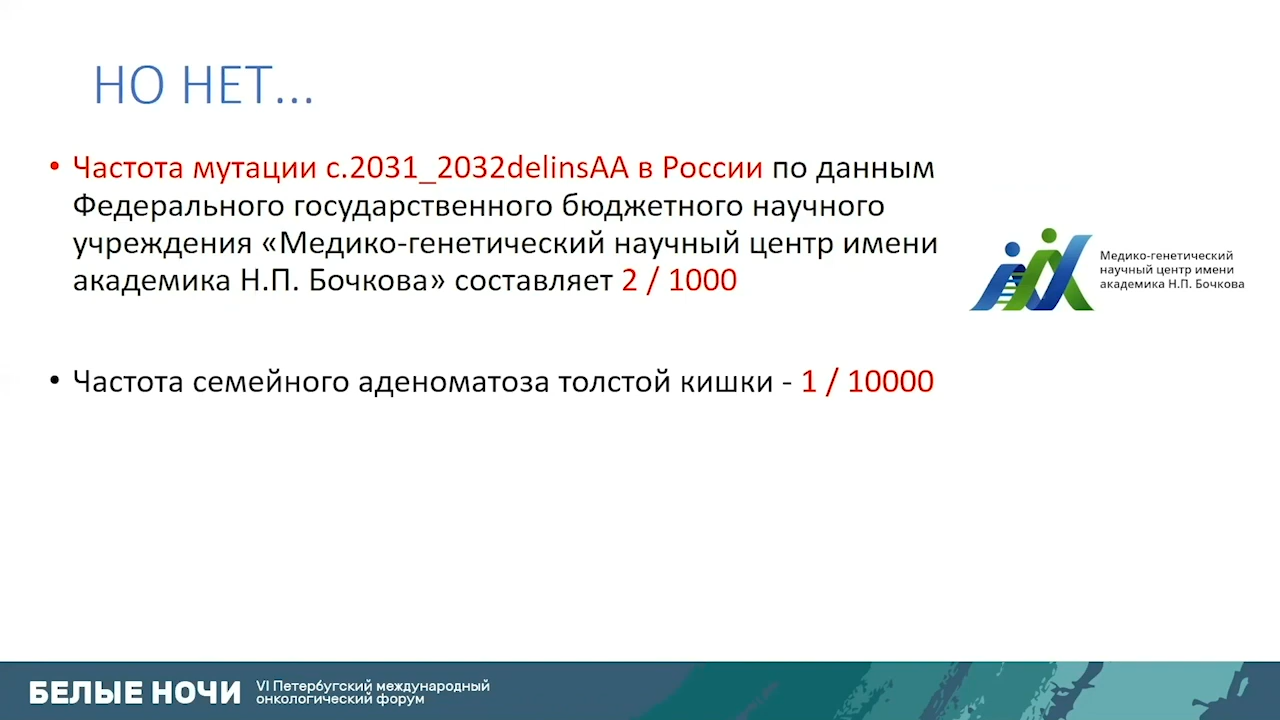 НО НЕТ...
• Частота мутации c.2031_2032delinsAA в России по данным
Федерального государственного бюджетного научного
учреждения «Медико-генетический научный центр имени
академика Н.П. Бочкова» составляет 2 / 1000
Медико-генетический
научный центр имени
академика Н.П. Бочкова
• Частота семейного аденоматоза толстой кишки - 1 / 10000
БЕЛЫЕ НОЧИ
VI Петербугский международный
онкологический форум